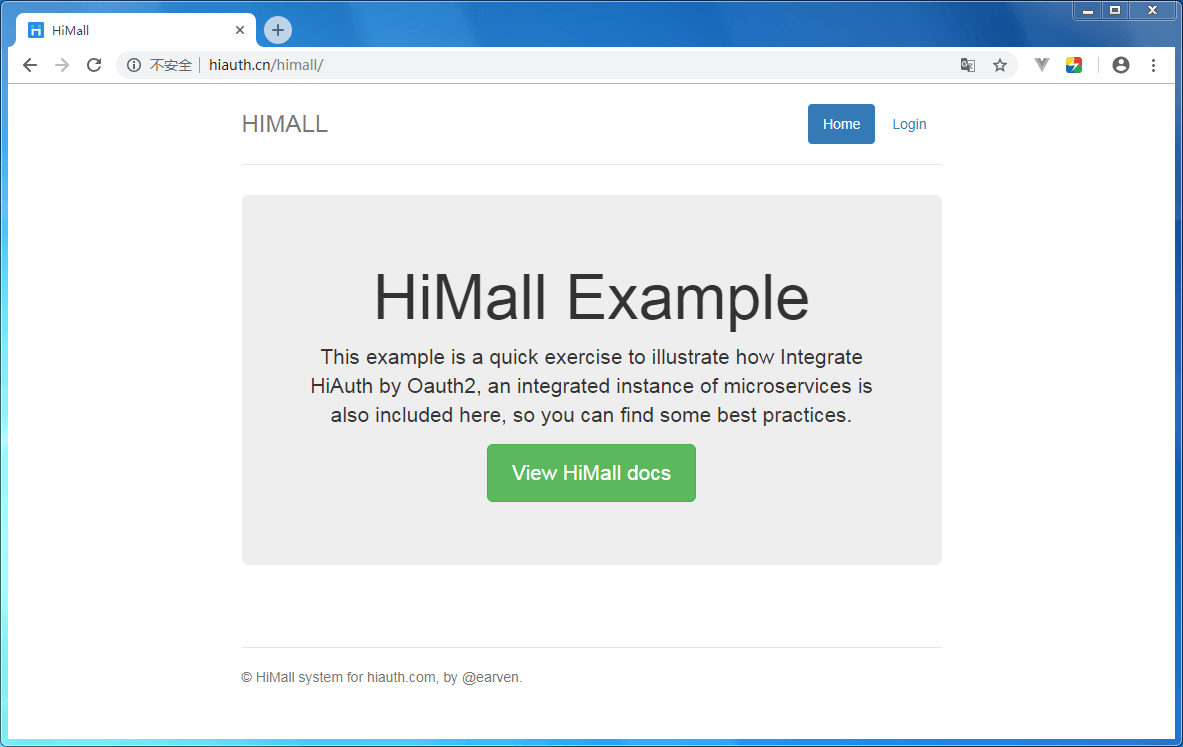 HiMall
不安全 hiauth.cn/himall/
HIMALL
Home Login
HiMall Example
This example is a quick exercise to illustrate how Integrate
HiAuth by Oauth2, an integrated instance of microservices is
also included here, so you can find some best practices.
View HiMall docs
© HiMall system for hiauth.com, by @earven.